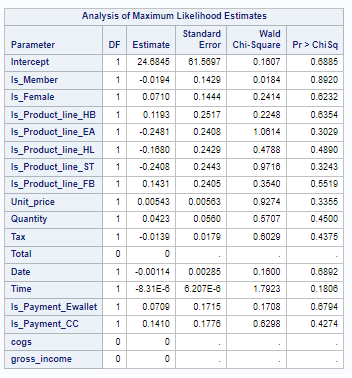 Analysis of Maximum Likelihood Estimates
Parameter DF Estimate Standard Error Wald Chi-Square Pr > ChiSq
Intercept 1 24.6845 61.5697 0.1607 0.6885
Is_Member 1 -0.0194 0.1429 0.0184 0.8920
Is_Female 1 0.0710 0.1444 0.2414 0.6232
Is_Product_line_HB 1 0.1193 0.2517 0.2248 0.6354
Is_Product_line_EA 1 -0.2481 0.2408 1.0614 0.3029
Is_Product_line_HL 1 -0.1680 0.2429 0.4788 0.4890
Is_Product_line_ST 1 -0.2408 0.2443 0.9716 0.3243
Is_Product_line_FB 1 0.1431 0.2405 0.3540 0.5519
Unit_price 1 0.00543 0.00563 0.9274 0.3355
Quantity 1 0.0423 0.0560 0.5707 0.4500
Tax 1 -0.0139 0.0179 0.6029 0.4375
Total 0 0 . . .
Date 1 -0.00114 0.00285 0.1600 0.6892
Time 1 -8.31E-6 6.207E-6 1.7923 0.1806
Is_Payment_Ewallet 1 0.0709 0.1715 0.1708 0.6794
Is_Payment_CC 1 0.1410 0.1776 0.6298 0.4274
cogs 0 0 . . .
gross_income 0 0 . . .